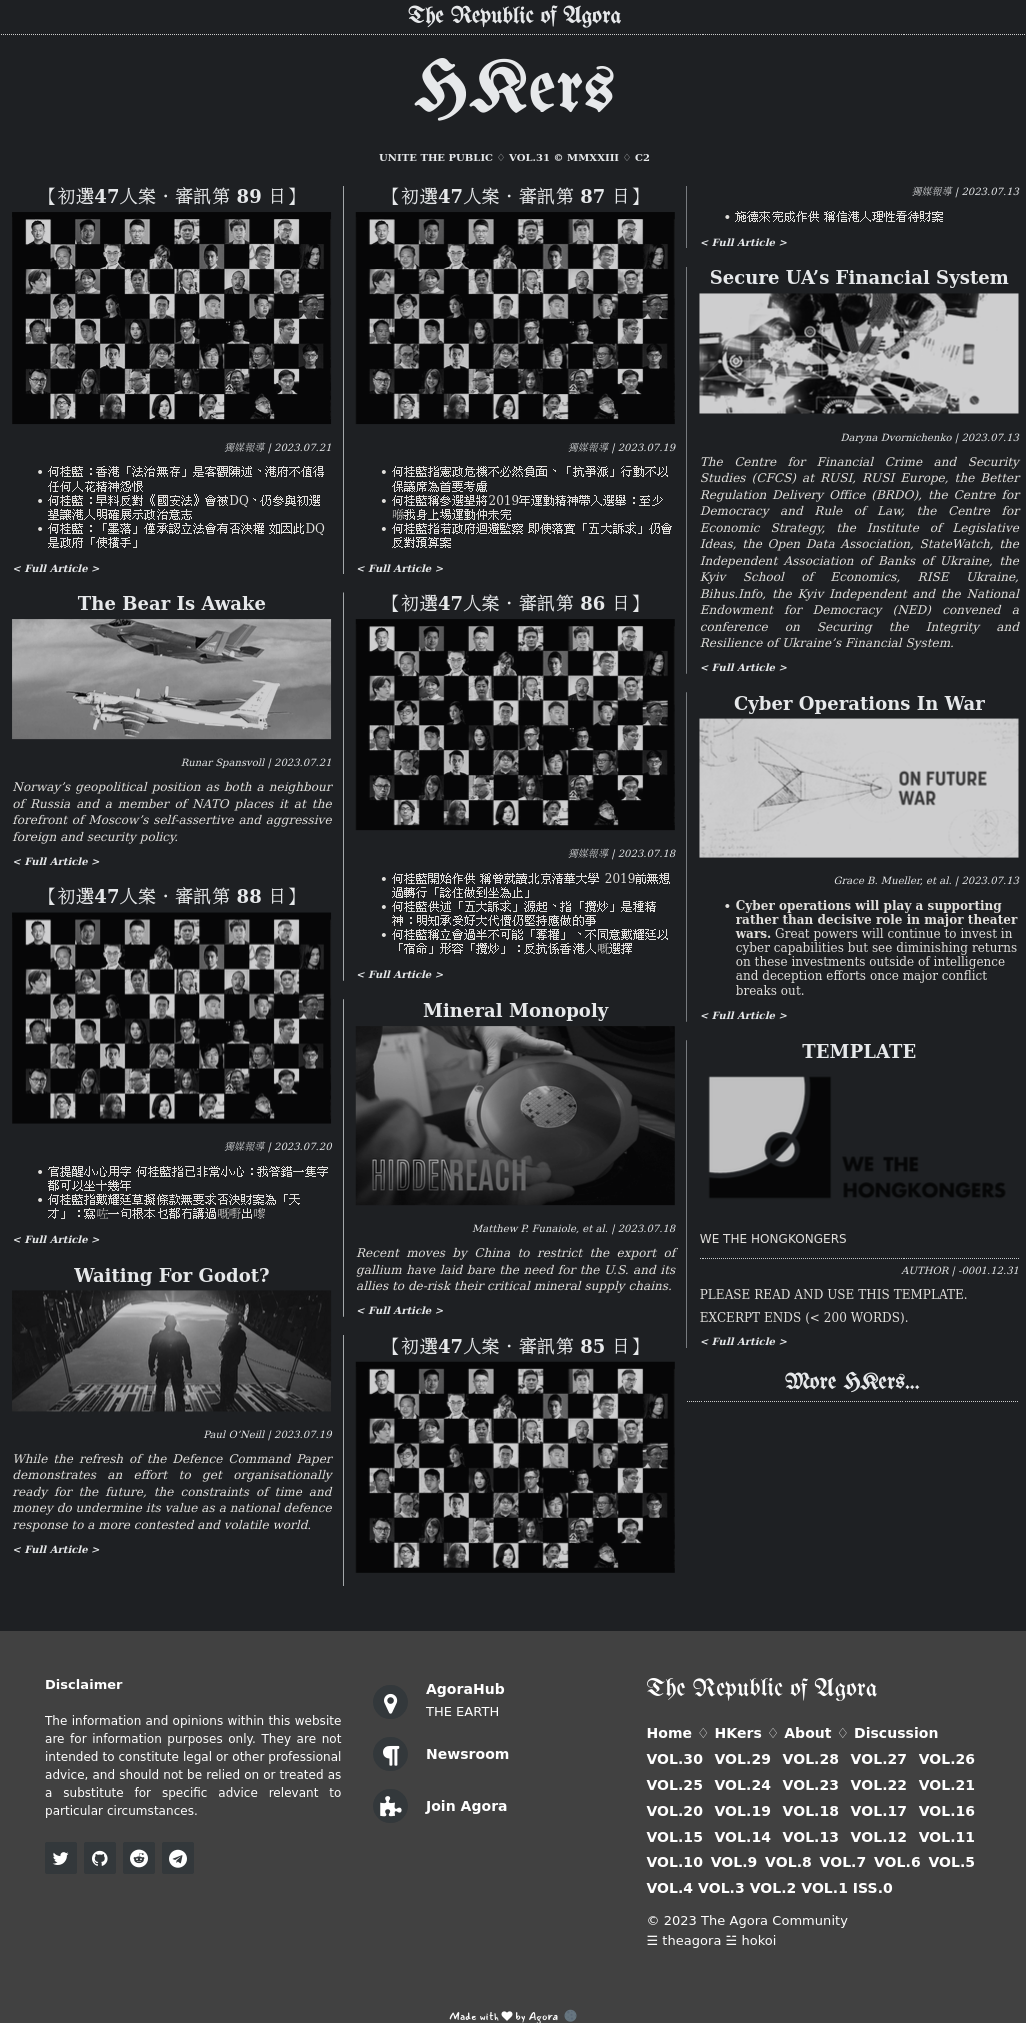 The Republic of Agora
HKers
UNITE THE PUBLIC ♢ VOL.31 © MMXXIII ♢ C2
【初選47人案・審訊第 89 日】
獨媒報導 | 2023.07.21
• 何桂藍：香港「法治無存」是客觀陳述、港府不值得
任何人花精神怨恨
• 何桂藍：早料反對《國安法》會被DQ、仍參與初選
望讓港人明確展示政治意志
• 何桂藍：「墨落」僅承認立法會有否決權 如因此DQ
是政府「僭攬手」
< Full Article >
The Bear Is Awake
Runar Spansvoll | 2023.07.21
Norway’s geopolitical position as both a neighbour
of Russia and a member of NATO places it at the
forefront of Moscow’s self-assertive and aggressive
foreign and security policy.
< Full Article >
【初選47人案・審訊第 88 日】
獨媒報導 | 2023.07.20
• 官提醒小心用字 何桂藍指已非常小心：我答錯一隻字
都可以坐十幾年
• 何桂藍指戴耀廷草擬條款無要求否決財案為「天
才」：寫咗一句根本乜都冇講過嘅嘢出嚟
< Full Article >
Waiting For Godot?
Paul O’Neill | 2023.07.19
While the refresh of the Defence Command Paper
demonstrates an effort to get organisationally
ready for the future, the constraints of time and
money do undermine its value as a national defence
response to a more contested and volatile world.
< Full Article >
【初選47人案・審訊第 87 日】
獨媒報導 | 2023.07.19
• 何桂藍指憲政危機不必然負面、「抗爭派」行動不以
保議席為首要考慮
• 何桂藍稱參選望將2019年運動精神帶入選舉：至少
喺我身上場運動仲未完
• 何桂藍指若政府迴避監察 即使落實「五大訴求」仍會
反對預算案
< Full Article >
【初選47人案・審訊第 86 日】
獨媒報導 | 2023.07.18
• 何桂藍開始作供 稱曾就讀北京清華大學 2019前無想
過轉行「諗住做到坐為止」
• 何桂藍供述「五大訴求」源起、指「攬炒」是種精
神：明知承受好大代價仍堅持應做的事
• 何桂藍稱立會過半不可能「奪權」、不同意戴耀廷以
「宿命」形容「攬炒」：反抗係香港人嘅選擇
< Full Article >
Mineral Monopoly
HIDDENREACH
Matthew P. Funaiole, et al. | 2023.07.18
Recent moves by China to restrict the export of
gallium have laid bare the need for the U.S. and its
allies to de-risk their critical mineral supply chains.
< Full Article >
【初選47人案・審訊第 85 日】
獨媒報導 | 2023.07.13
• 施德來完成作供 稱信港人理性看待財案
< Full Article >
Secure UA’s Financial System
Daryna Dvornichenko | 2023.07.13
The Centre for Financial Crime and Security
Studies (CFCS) at RUSI, RUSI Europe, the Better
Regulation Delivery Office (BRDO), the Centre for
Democracy and Rule of Law, the Centre for
Economic Strategy, the Institute of Legislative
Ideas, the Open Data Association, StateWatch, the
Independent Association of Banks of Ukraine, the
Kyiv School of Economics, RISE Ukraine,
Bihus.Info, the Kyiv Independent and the National
Endowment for Democracy (NED) convened a
conference on Securing the Integrity and
Resilience of Ukraine’s Financial System.
< Full Article >
Cyber Operations In War
ON FUTURE
WAR
Grace B. Mueller, et al. | 2023.07.13
• Cyber operations will play a supporting
rather than decisive role in major theater
wars. Great powers will continue to invest in
cyber capabilities but see diminishing returns
on these investments outside of intelligence
and deception efforts once major conflict
breaks out.
< Full Article >
TEMPLATE
WE THE
HONGKONGERS
WE THE HONGKONGERS
AUTHOR | -0001.12.31
PLEASE READ AND USE THIS TEMPLATE.
EXCERPT ENDS (< 200 WORDS).
< Full Article >
More HKers...
Disclaimer
The information and opinions within this website
are for information purposes only. They are not
intended to constitute legal or other professional
advice, and should not be relied on or treated as
a substitute for specific advice relevant to
particular circumstances.
AgoraHub
THE EARTH
Newsroom
Join Agora
The Republic of Agora
Home ♢ HKers ♢ About ♢ Discussion
VOL.30 VOL.29 VOL.28 VOL.27 VOL.26
VOL.25 VOL.24 VOL.23 VOL.22 VOL.21
VOL.20 VOL.19 VOL.18 VOL.17 VOL.16
VOL.15 VOL.14 VOL.13 VOL.12 VOL.11
VOL.10 VOL.9 VOL.8 VOL.7 VOL.6 VOL.5
VOL.4 VOL.3 VOL.2 VOL.1 ISS.0
© 2023 The Agora Community
☰ theagora ☱ hokoi
Made with ♥ by Agora